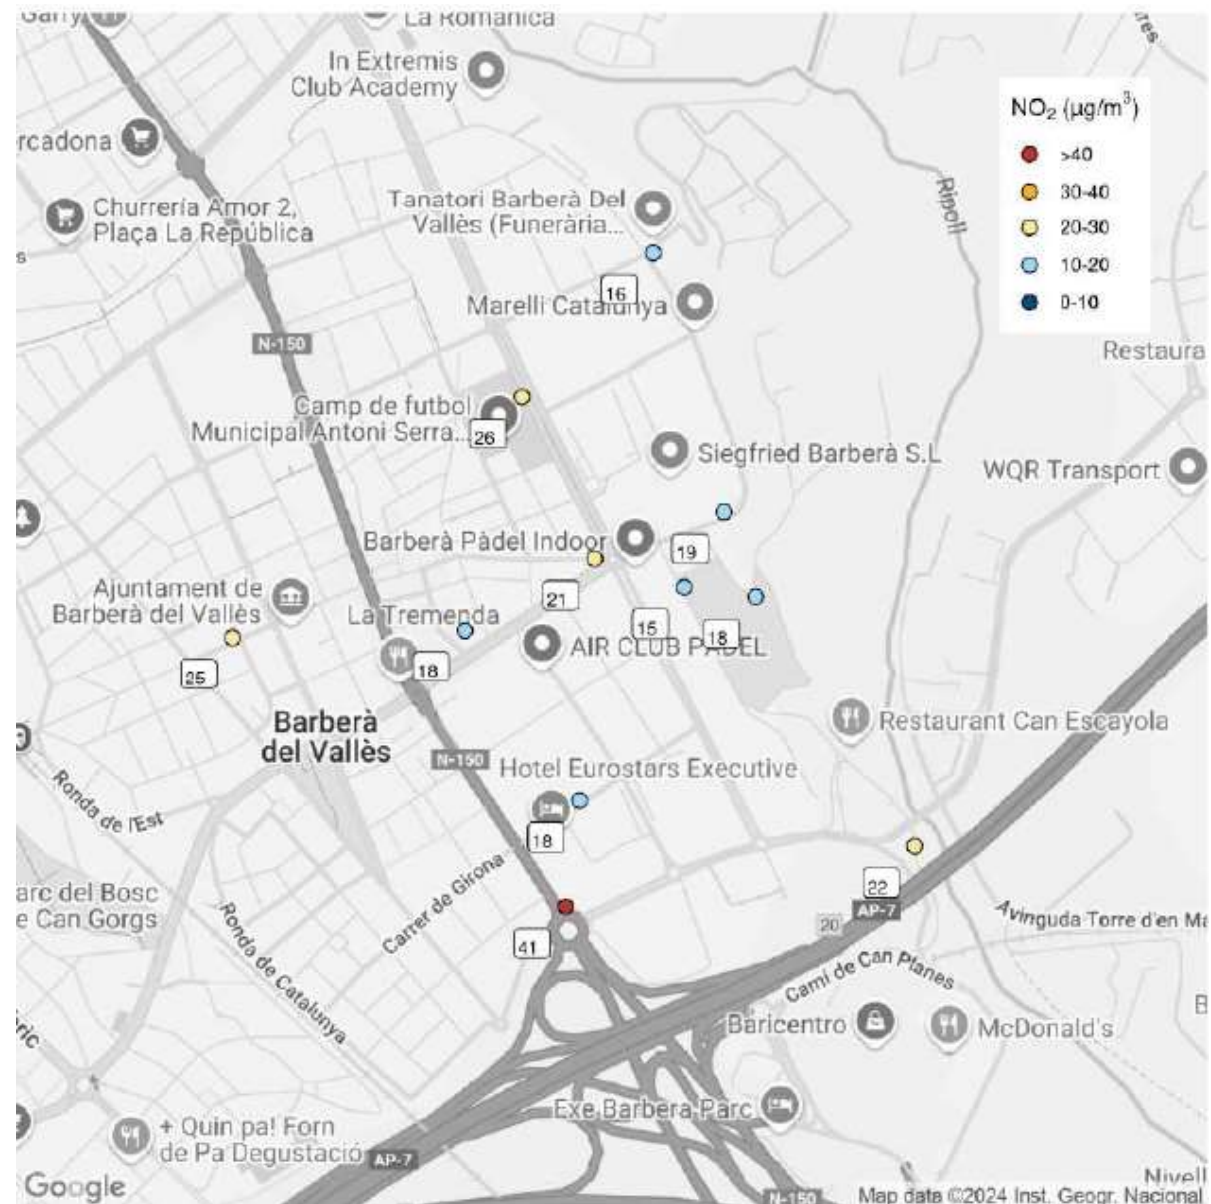 Garry
La Romànica
In Extremis
Club Academy
NO₂ (µg/m³)
>40
30-40
20-30
10-20
0-10
rcadona
Churrería Amor 2,
Plaça La República
Tanatori Barberà Del
Vallès (Funerària...
Ripoll
16
Marelli Catalunya
N-150
Restaura
Camp de futbol
Municipal Antoni Serra...
26
Siegfried Barberà S.L
WQR Transport
Barberà Pàdel Indoor
19
Ajuntament de
Barberà del Vallès
21
La Tremenda
15
18
AIR CLUB PADEL
18
25
Barberà
del Vallès
Restaurant Can Escayola
N-150
Hotel Eurostars Executive
Ronda de l'Est
18
22
arc del Bosc
e Can Gorgs
Carrer de Girona
AP-7
20
Avinguda Torre d'en Ma
Ronda de Catalunya
41
Camí de Can Planes
Baricentro
McDonald's
Exe Barbera Parc
+ Quin pa! Forn
de Pa Degustació
AP-7
Google
N-150
Nivell
Map data ©2024 Inst. Geogr. Nacional